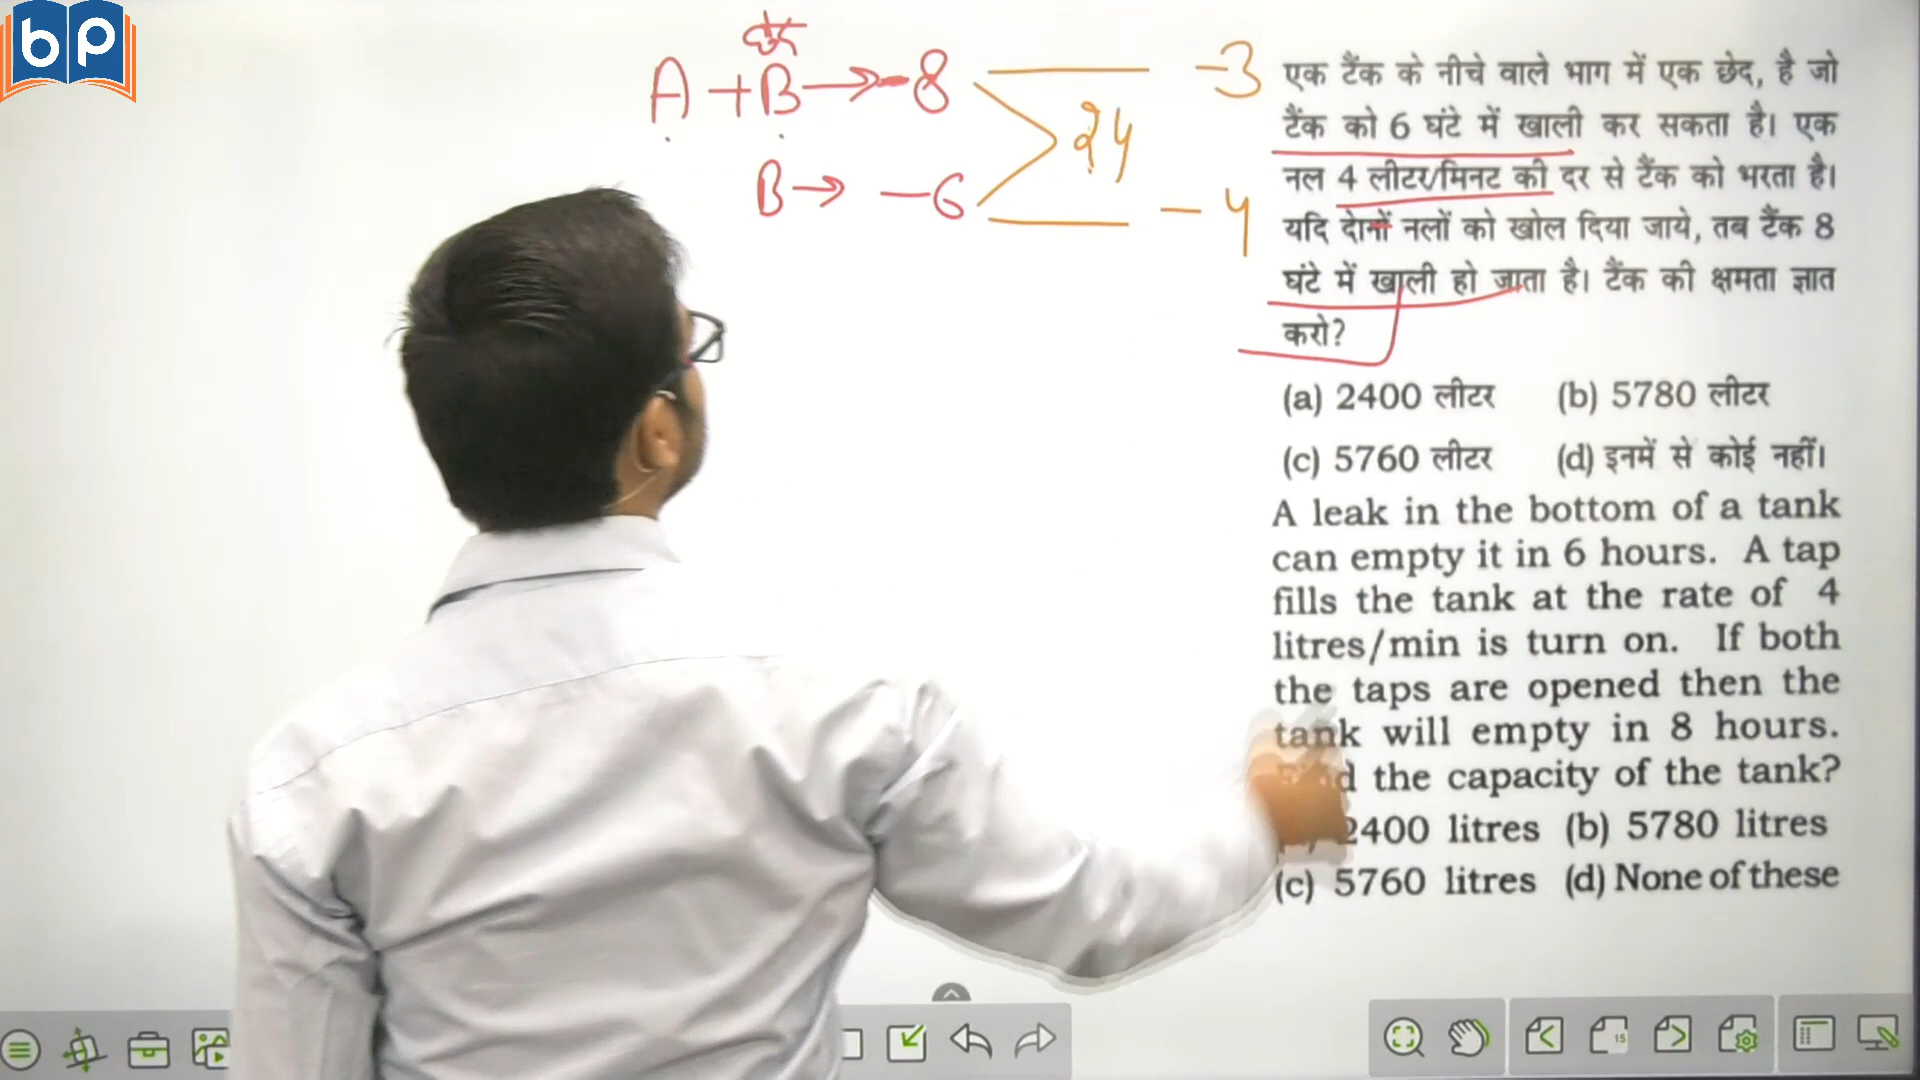 bp
छेद
A + B → -8
-3
24
B → -6
-4
एक टैंक के नीचे वाले भाग में एक छेद, है जो
टैंक को 6 घंटे में खाली कर सकता है। एक
नल 4 लीटर/मिनट की दर से टैंक को भरता है।
यदि दोनों नलों को खोल दिया जाये, तब टैंक 8
घंटे में खाली हो जाता है। टैंक की क्षमता ज्ञात
करो?
(a) 2400 लीटर (b) 5780 लीटर
(c) 5760 लीटर (d) इनमें से कोई नहीं।
A leak in the bottom of a tank
can empty it in 6 hours. A tap
fills the tank at the rate of 4
litres/min is turn on. If both
the taps are opened then the
tank will empty in 8 hours.
the capacity of the tank?
2400 litres (b) 5780 litres
(c) 5760 litres (d) None of these
15